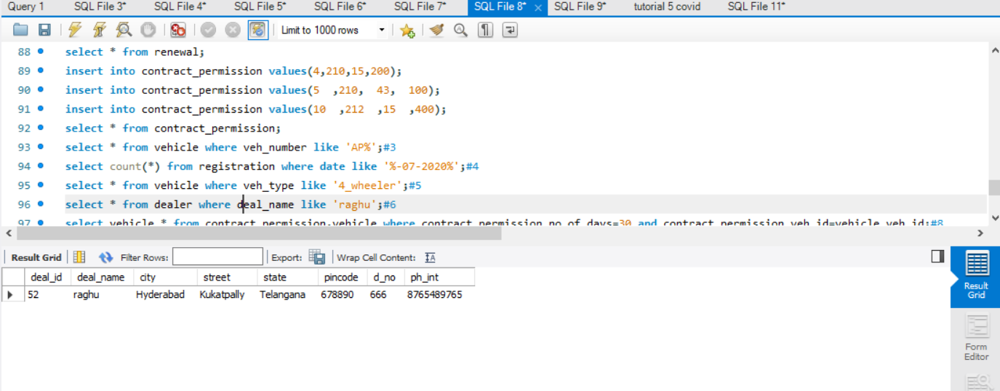 Query 1 SQL File 3* SQL File 4* SQL File 5* SQL File 6* SQL File 7* SQL File 8* SQL File 9* tutorial 5 covid SQL File 11*
Limit to 1000 rows
88 select * from renewal;
89 insert into contract_permission values(4,210,15,200);
90 insert into contract_permission values(5 ,210, 43, 100);
91 insert into contract_permission values(10 ,212 ,15 ,400);
92 select * from contract_permission;
93 select * from vehicle where veh_number like 'AP%';#3
94 select count(*) from registration where date like '%-07-2020%';#4
95 select * from vehicle where veh_type like '4_wheeler';#5
96 select * from dealer where deal_name like 'raghu';#6
97 select vehicle.* from contract_permission,vehicle where contract_permission.no_of_days=30 and contract_permission.veh_id=vehicle.veh_id;#8
Result Grid Filter Rows: Export: Wrap Cell Content:
deal_id deal_name city street state pincode d_no ph_int
52 raghu Hyderabad Kukatpally Telangana 678890 666 8765489765
Result
Grid
Form
Editor